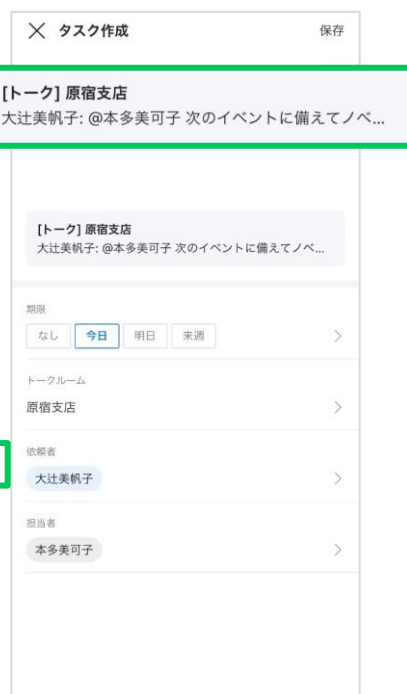 タスク作成 保存
[トーク] 原宿支店
大辻美帆子: @本多美可子 次のイベントに備えてノベ...
[トーク] 原宿支店
大辻美帆子: @本多美可子 次のイベントに備えてノベ...
期限
なし 今日 明日 来週
トークルーム
原宿支店
依頼者
大辻美帆子
担当者
本多美可子